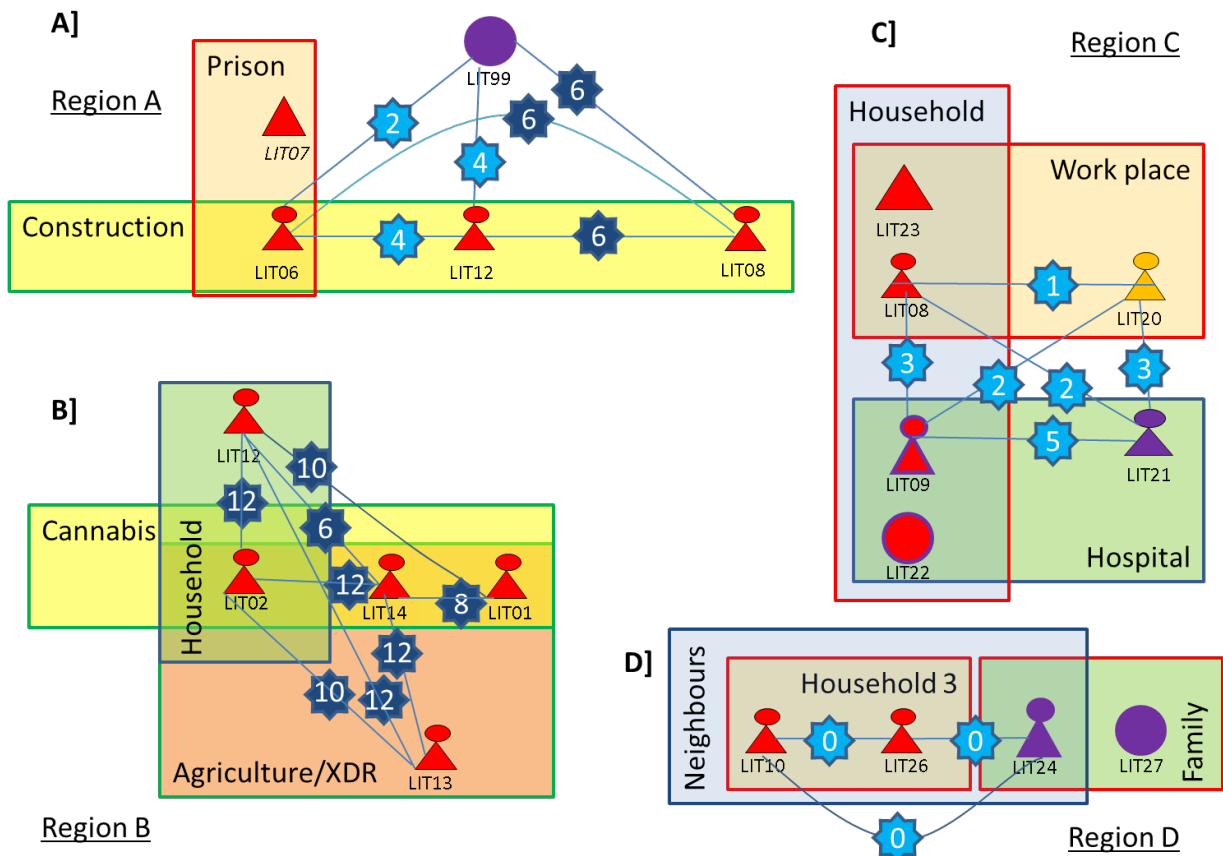 A]
Region A
Prison
LIT07
LIT99
2
6
6
4
Construction
4
6
LIT06
LIT12
LIT08
B]
LIT12
10
12
6
Cannabis
Household
LIT02
12
LIT14
8
LIT01
12
10
12
LIT13
Agriculture/XDR
Region B
C]
Region C
Household
Work place
LIT23
LIT08
1
LIT20
3
2
2
3
LIT09
5
LIT21
LIT22
Hospital
D]
Neighbours
Household 3
LIT10
0
LIT26
0
LIT24
LIT27
Family
0
Region D